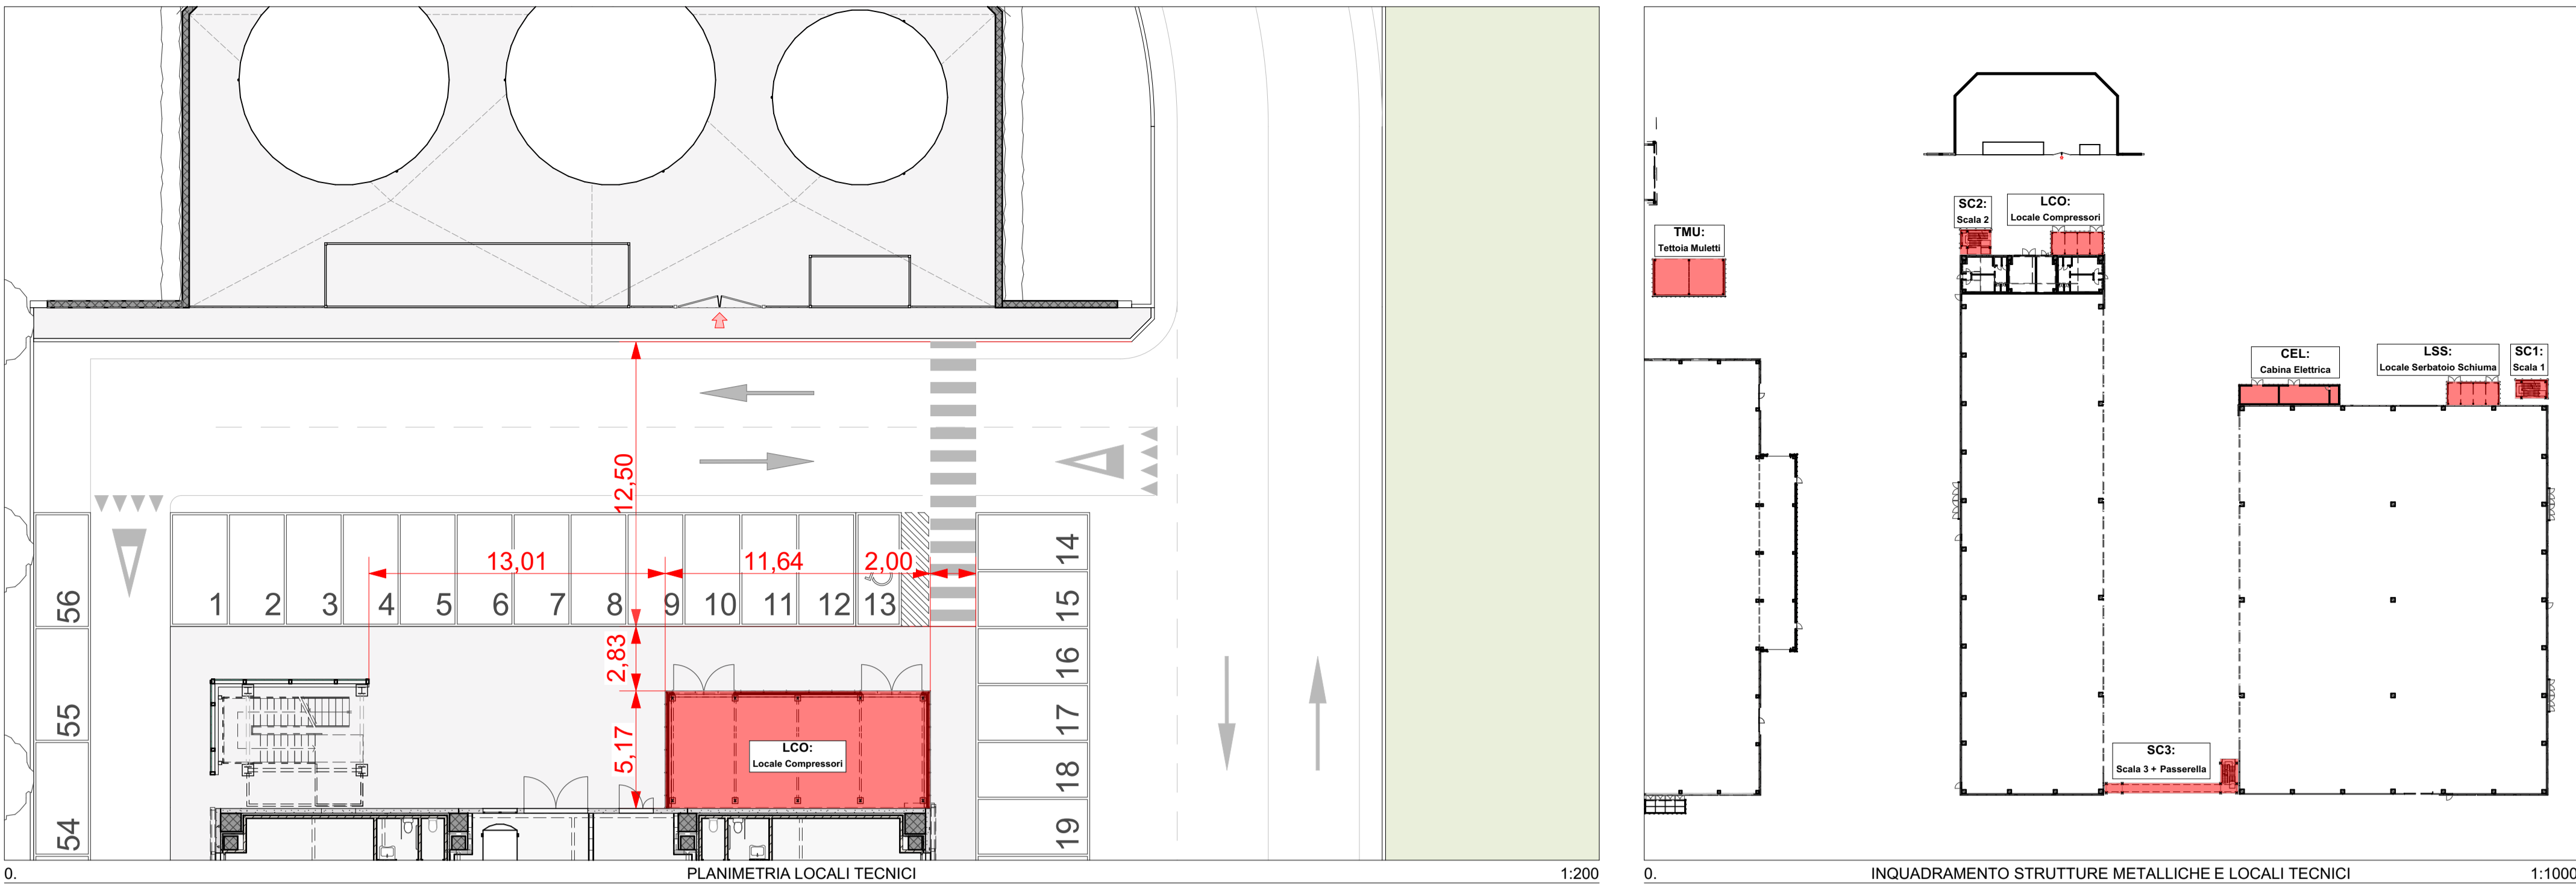 12,50
13,01
11,64
2,00
1
2
3
4
5
6
7
8
9
10
11
12
13
14
15
16
17
18
19
56
55
54
2,83
5,17
LCO:
Locale Compressori
0.
PLANIMETRIA LOCALI TECNICI
1:200
SC2:
Scala 2
LCO:
Locale Compressori
TMU:
Tettoia Muletti
CEL:
Cabina Elettrica
LSS:
Locale Serbatoio Schiuma
SC1:
Scala 1
SC3:
Scala 3 + Passerella
0.
INQUADRAMENTO STRUTTURE METALLICHE E LOCALI TECNICI
1:1000